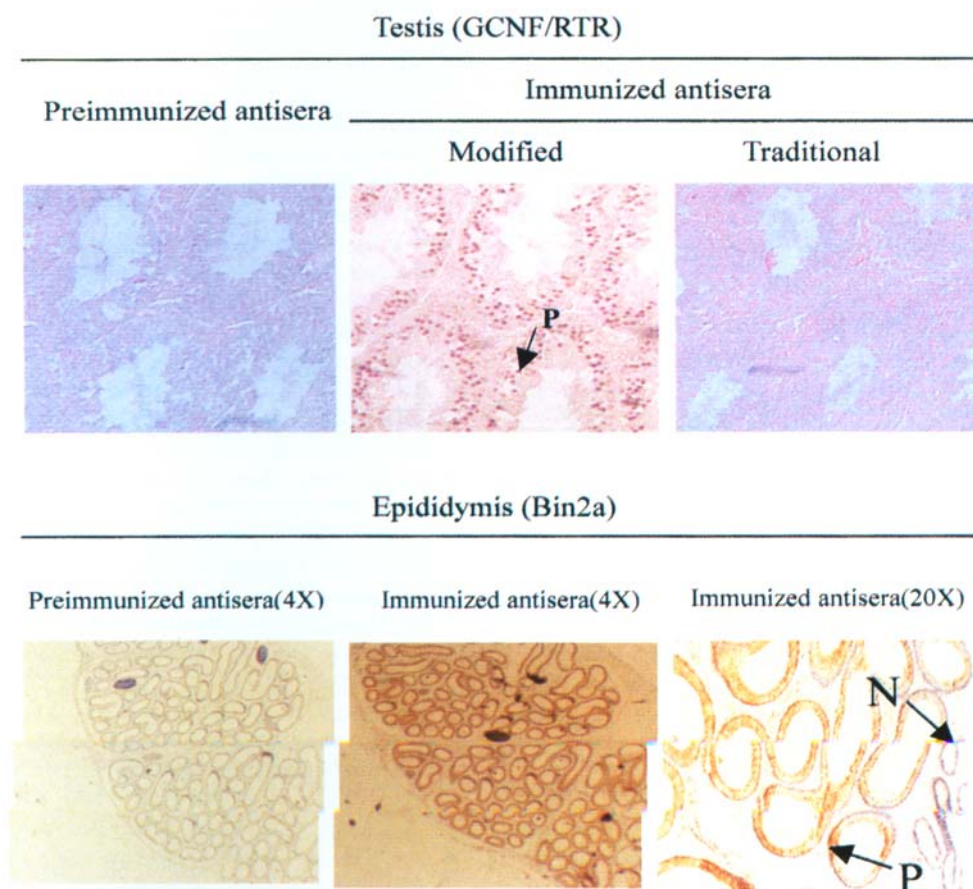 Testis (GCNF/RTR)
Preimmunized antisera
Immunized antisera
Modified
Traditional
P
Epididymis (Bin2a)
Preimmunized antisera(4X)
Immunized antisera(4X)
Immunized antisera(20X)
N
P